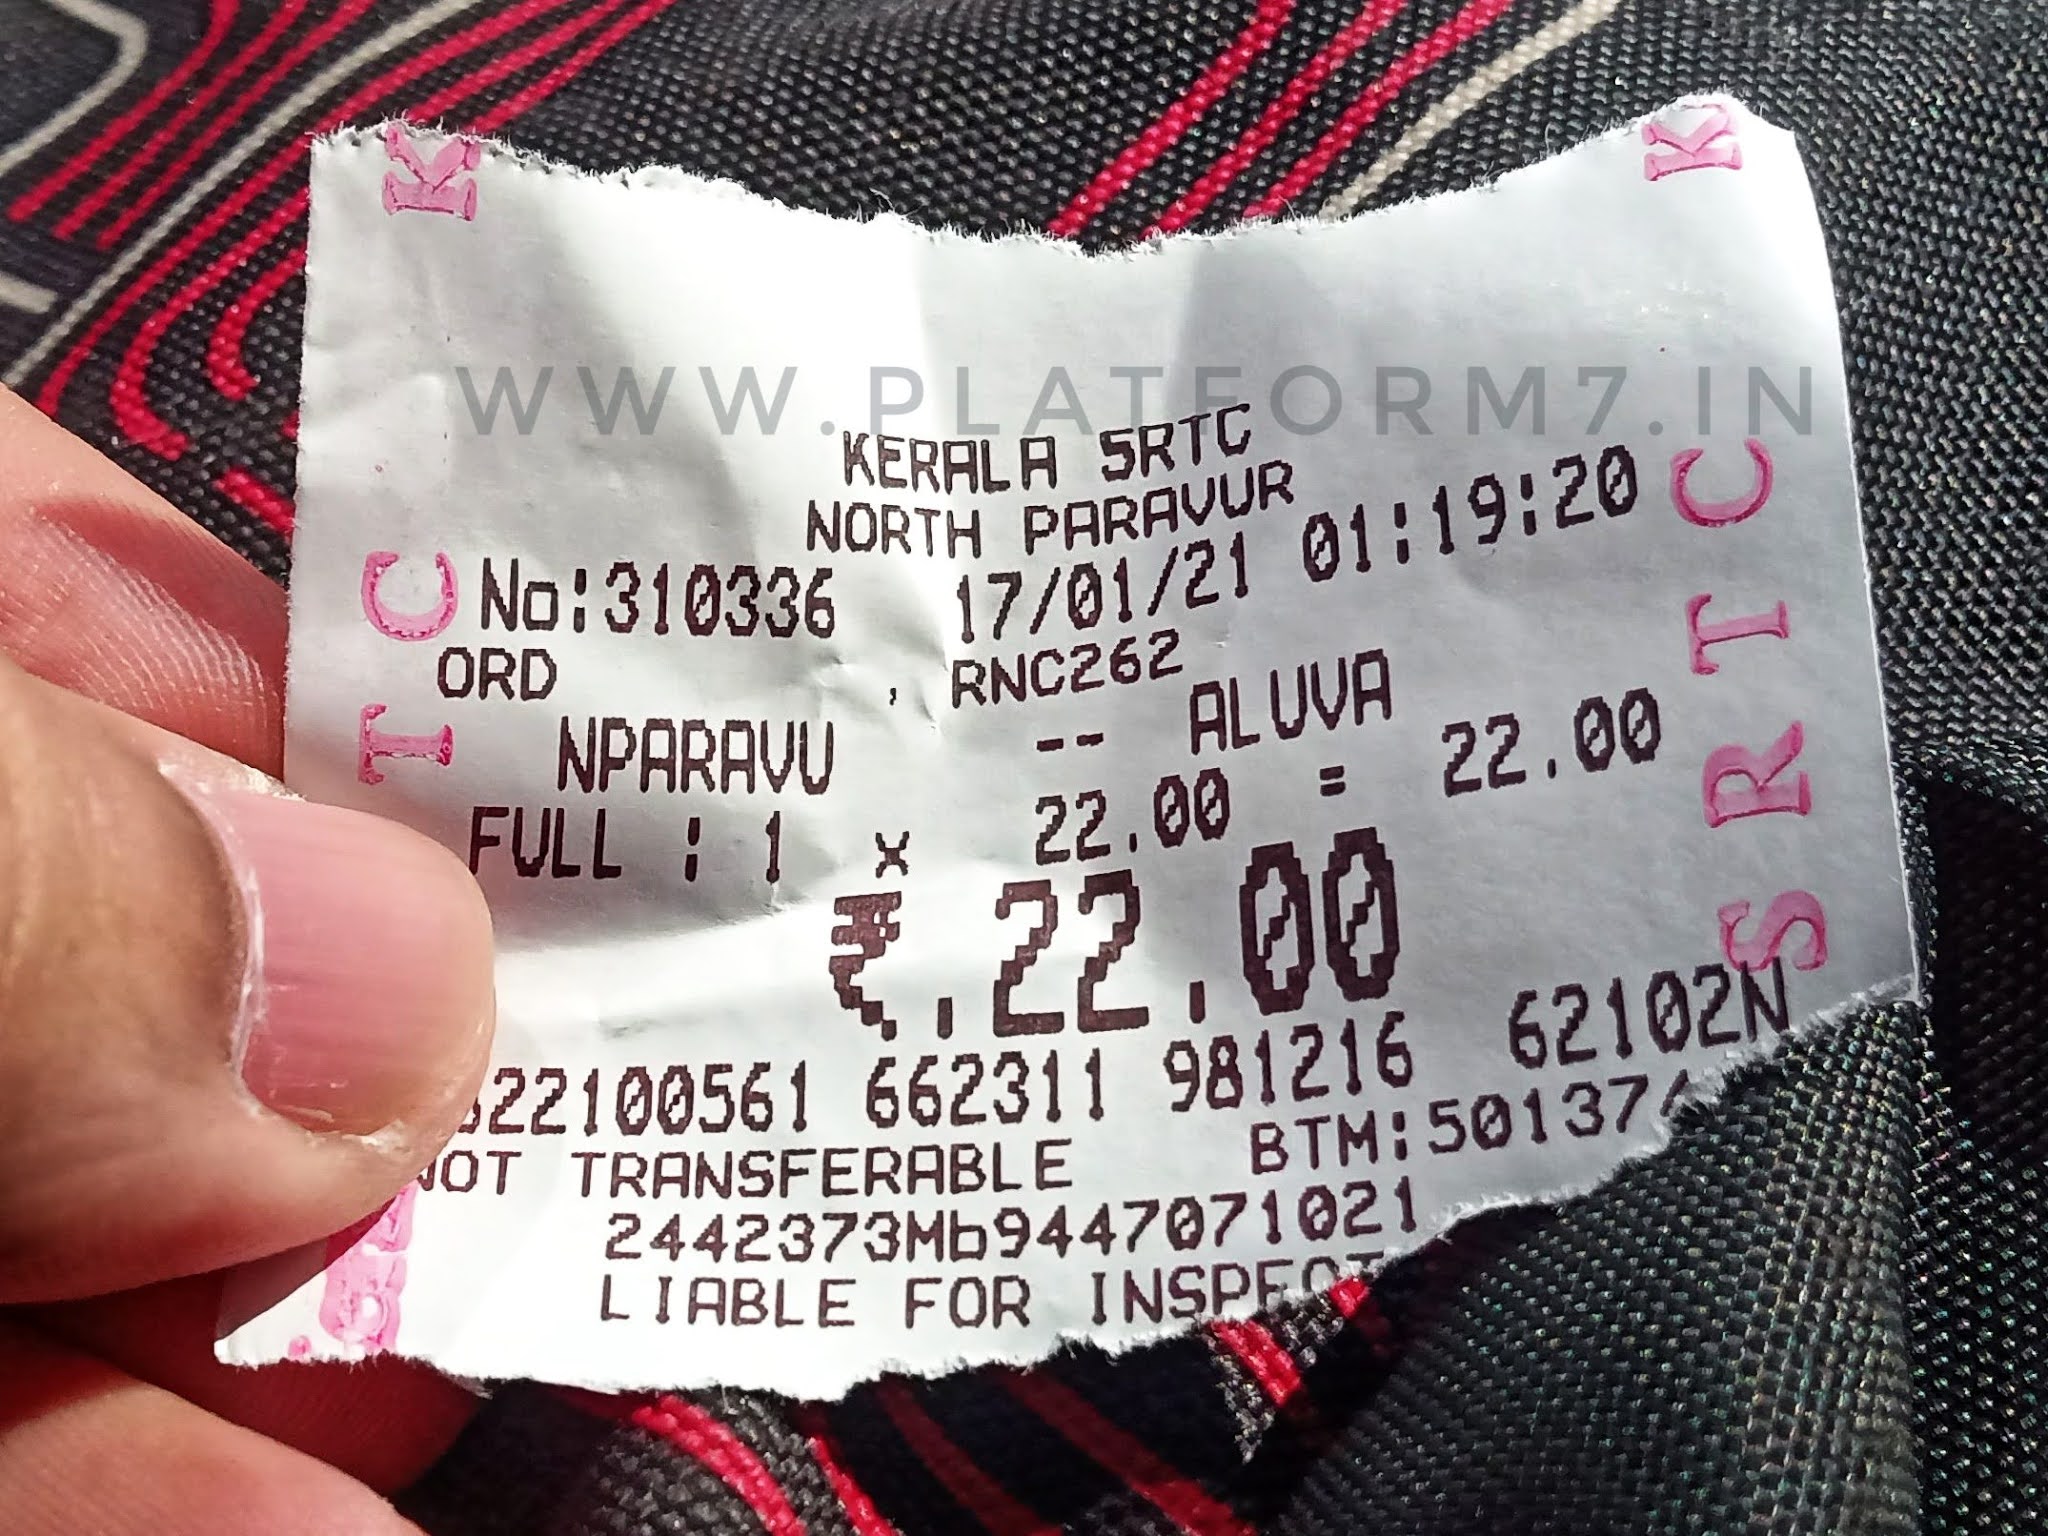 WWW.PLATFORM7.IN
KERALA SRTC
NORTH PARAVUR
No:310336 17/01/21 01:19:20
ORD , RNC262
NPARAVU -- ALUVA
FULL : 1 x 22.00 = 22.00
₹.22.00
22100561 662311 981216 62102N
NOT TRANSFERABLE BTM:50137/
2442373Mb9447071021
LIABLE FOR INSPECT
K
T C
K
S R T C